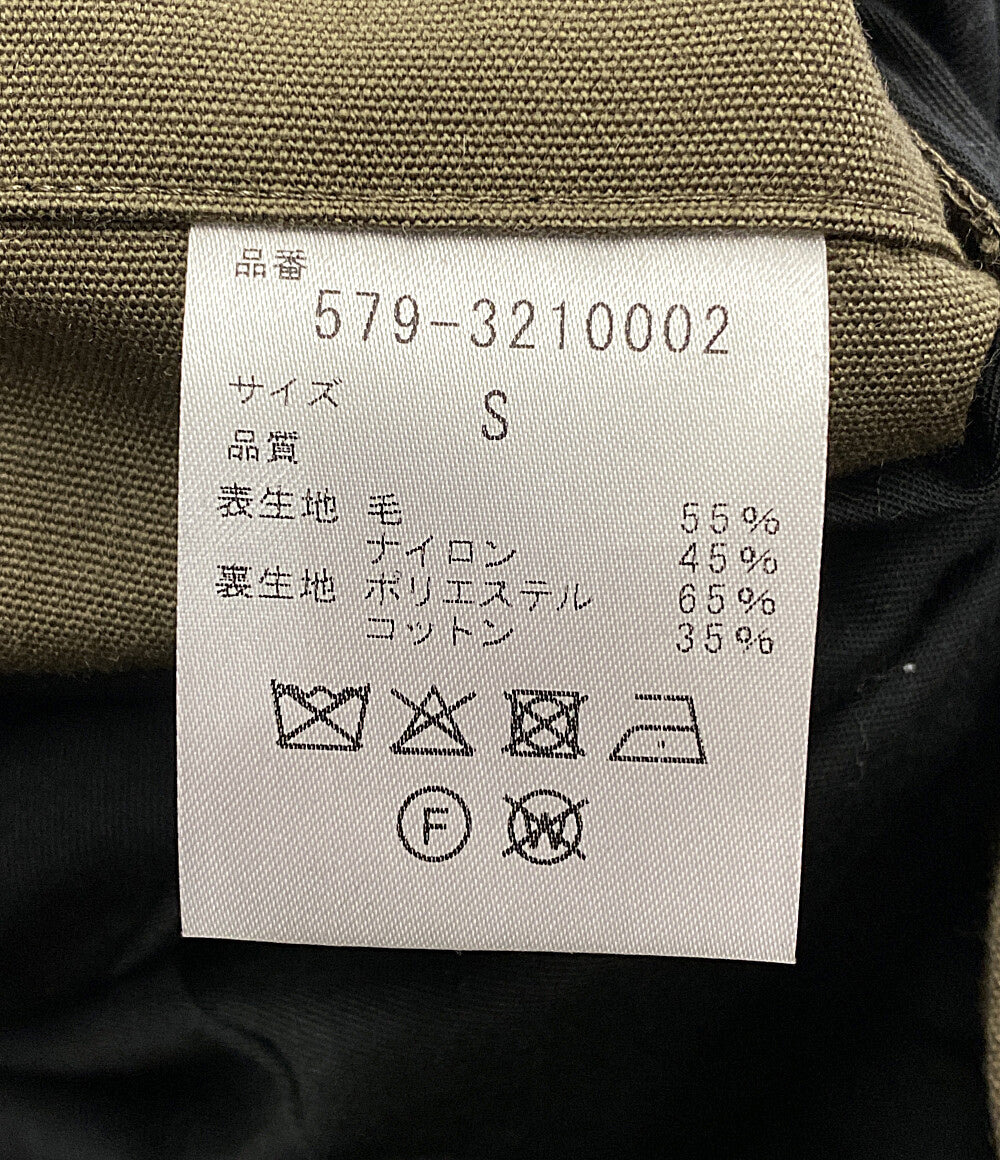 品番
579-3210002
サイズ S
品質
表生地 毛 55%
ナイロン 45%
裏生地 ポリエステル 65%
コットン 35%
F W